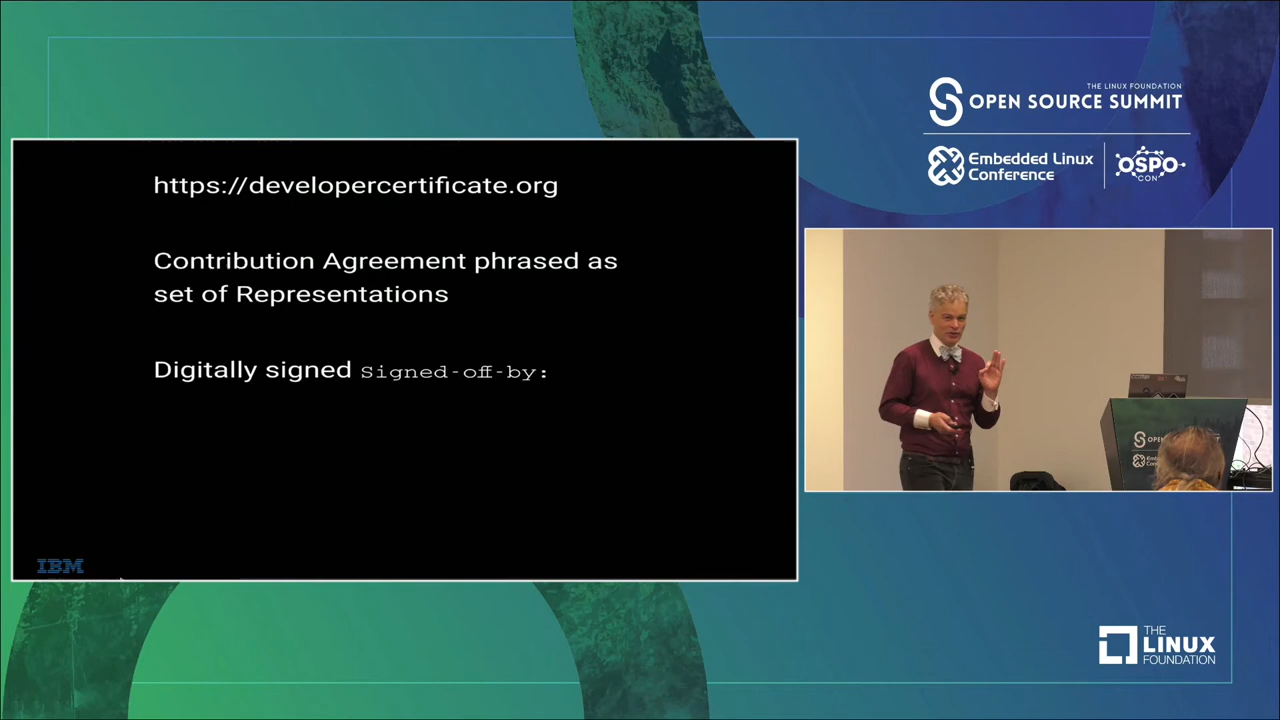 THE LINUX FOUNDATION
OPEN SOURCE SUMMIT
Embedded Linux
Conference
OSPO
CON
https://developercertificate.org
Contribution Agreement phrased as
set of Representations
Digitally signed Signed-off-by:
IBM
THE
LINUX
FOUNDATION